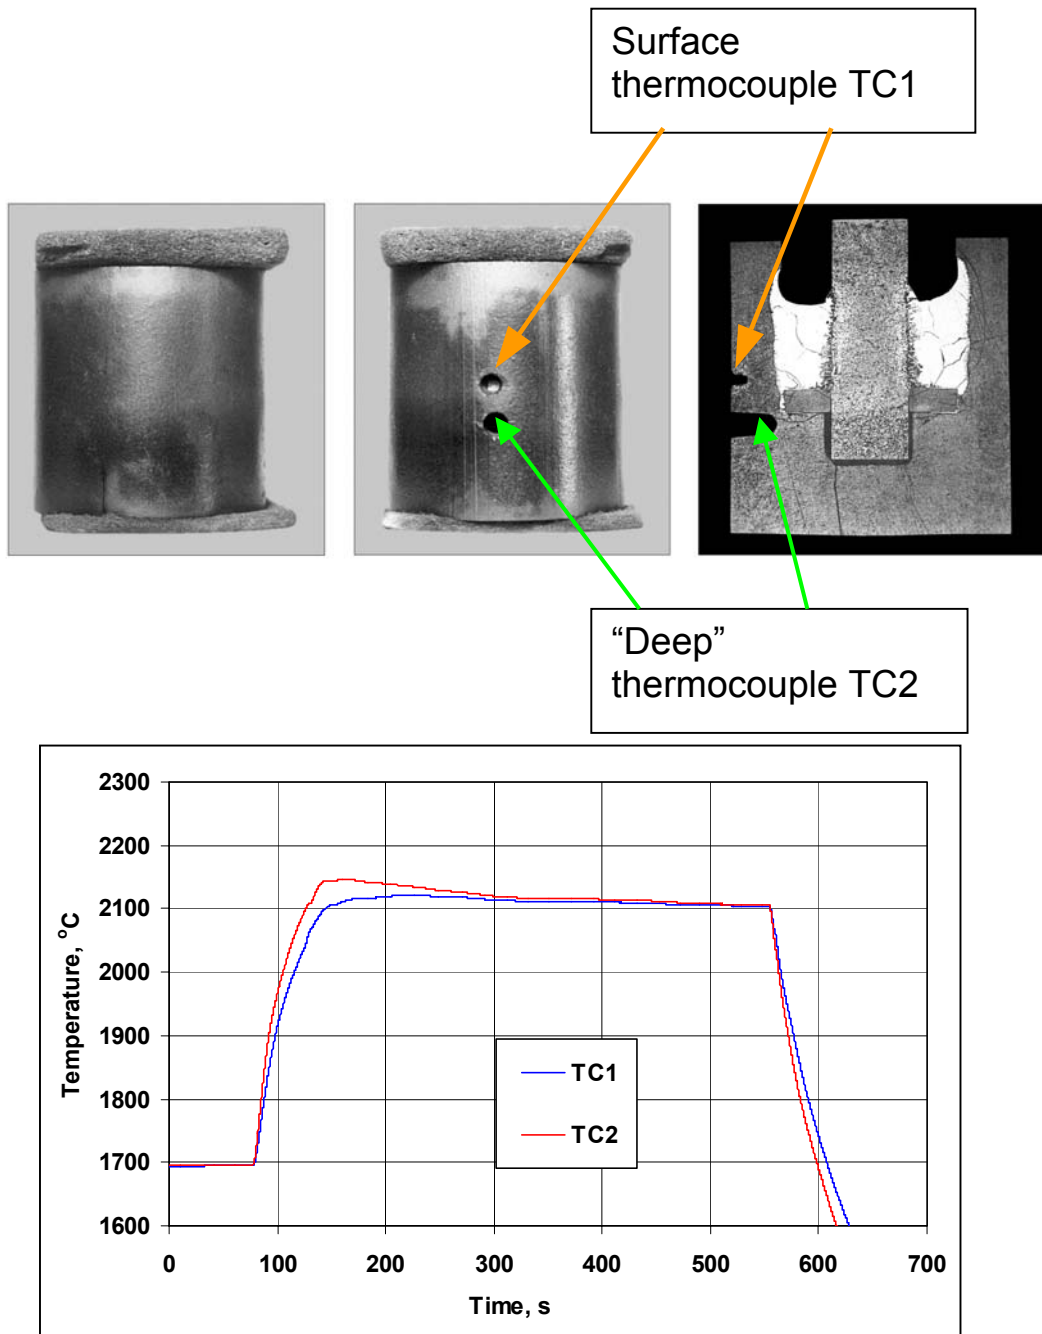 Surface
thermocouple TC1
“Deep”
thermocouple TC2
2300
2200
2100
2000
1900
1800
1700
1600
Temperature, °C
TC1
TC2
0 100 200 300 400 500 600 700
Time, s